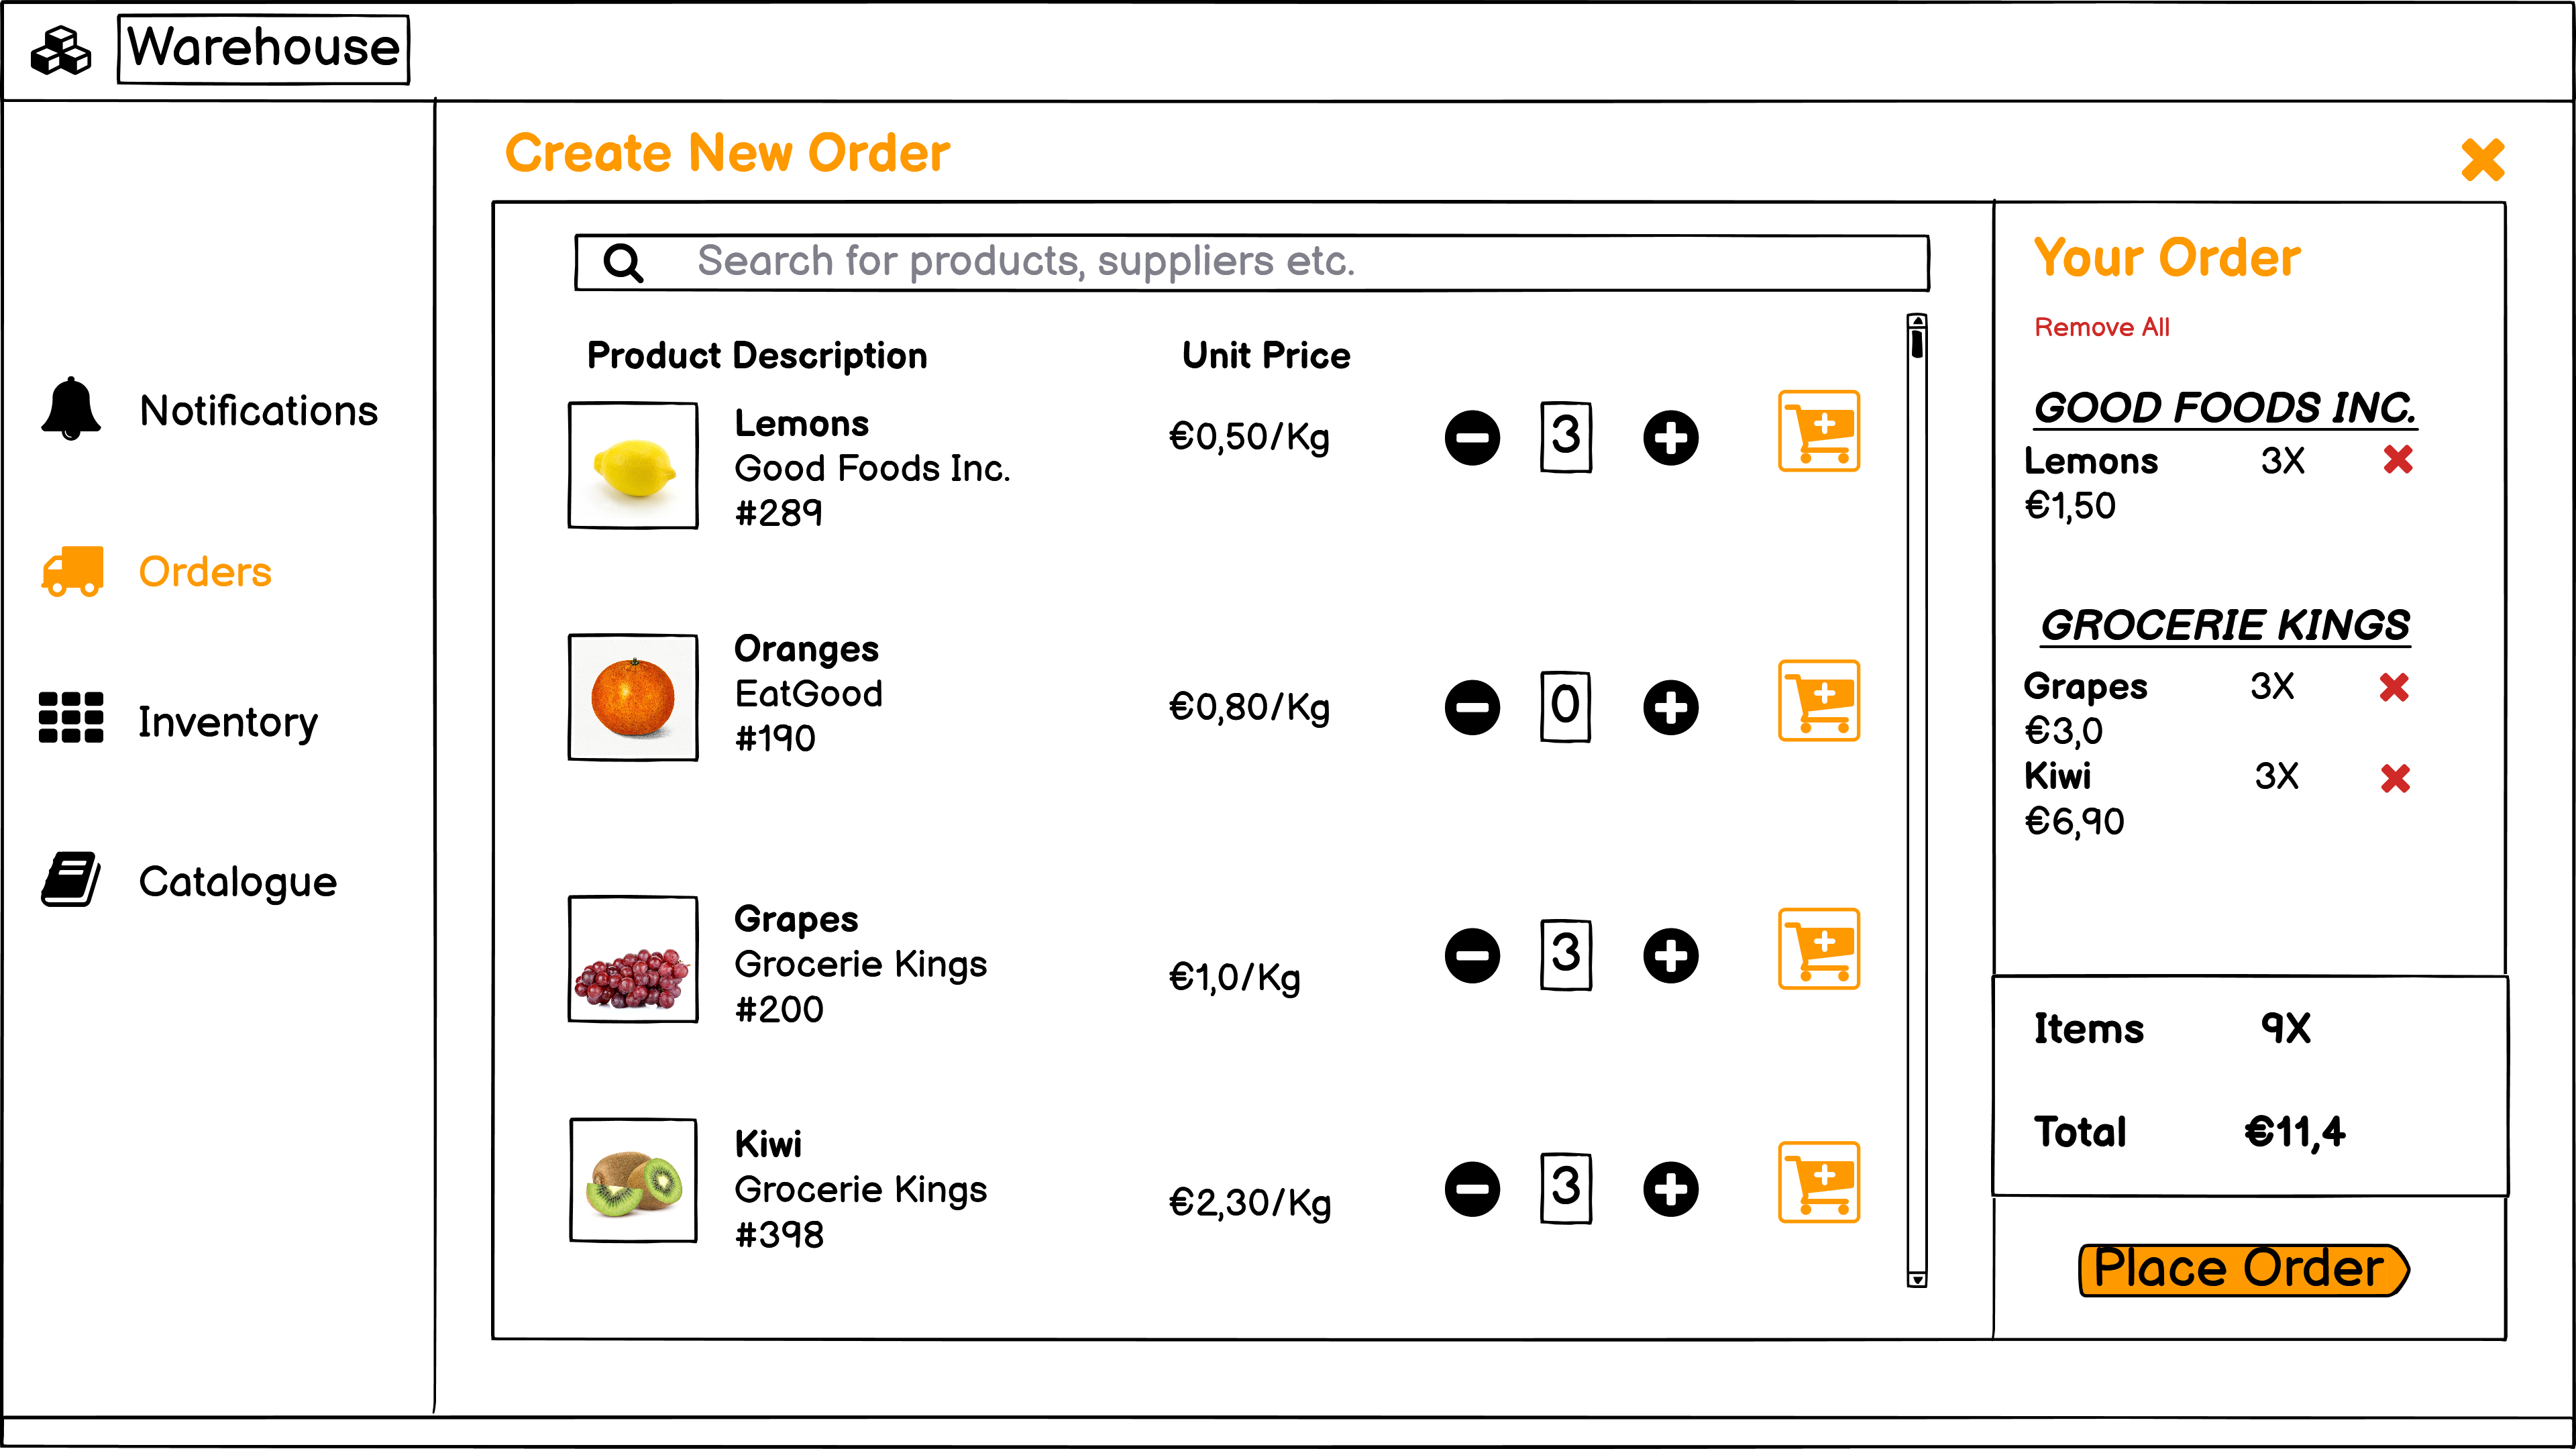 Warehouse
Notifications
Orders
Inventory
Catalogue
Create New Order
Search for products, suppliers etc.
Product Description Unit Price
Lemons
Good Foods Inc.
#289
€0,50/Kg
3
Oranges
EatGood
#190
€0,80/Kg
0
Grapes
Grocerie Kings
#200
€1,0/Kg
3
Kiwi
Grocerie Kings
#398
€2,30/Kg
3
Your Order
Remove All
GOOD FOODS INC.
Lemons 3X
€1,50
GROCERIE KINGS
Grapes 3X
€3,0
Kiwi 3X
€6,90
Items 9X
Total €11,4
Place Order